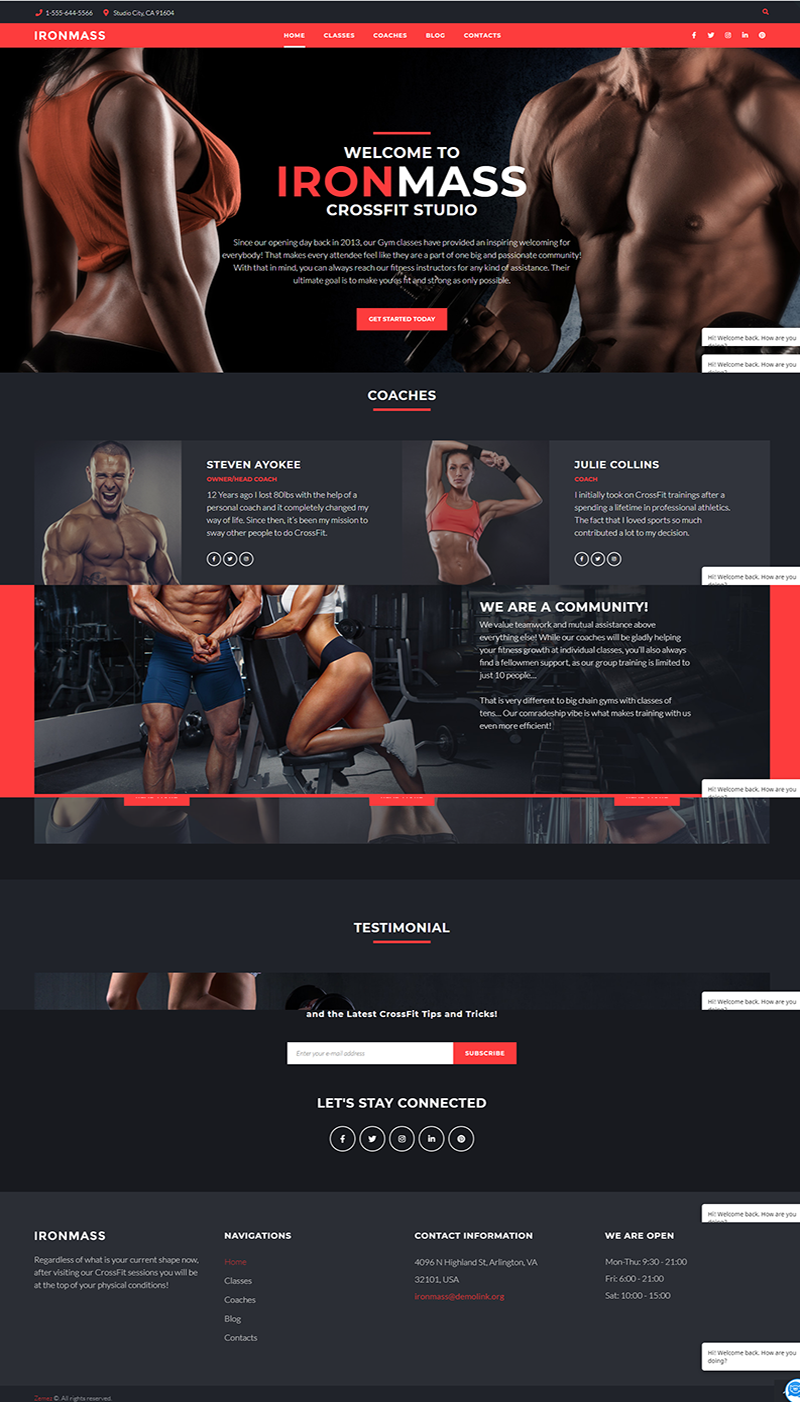 1-555-644-5566 Studio City, CA 91604
IRONMASS HOME CLASSES COACHES BLOG CONTACTS
WELCOME TO
IRONMASS
CROSSFIT STUDIO
Since our opening day back in 2013, our Gym classes have provided an inspiring welcoming for
everybody! That makes every attendee feel like they are a part of one big and passionate community!
With that in mind, you can always reach our fitness instructors for any kind of assistance. Their
ultimate goal is to make you as fit and strong as only possible.
GET STARTED TODAY
Hi! Welcome back. How are you
doing?
Hi! Welcome back. How are you
COACHES
STEVEN AYOKEE
OWNER/HEAD COACH
12 Years ago I lost 80lbs with the help of a
personal coach and it completely changed my
way of life. Since then, it's been my mission to
sway other people to do CrossFit.
JULIE COLLINS
COACH
I initially took on CrossFit trainings after a
spending a lifetime in professional athletics.
The fact that I loved sports so much
contributed a lot to my decision.
Hi! Welcome back. How are you
WE ARE A COMMUNITY!
We value teamwork and mutual assistance above
everything else! While our coaches will be gladly helping
your fitness growth at individual classes, you'll also always
find a fellowmen support, as our group training is limited to
just 10 people...
That is very different to big chain gyms with classes of
tens... Our comradeship vibe is what makes training with us
even more efficient!
Hi! Welcome back. How are you
TESTIMONIAL
Hi! Welcome back. How are you
and the Latest CrossFit Tips and Tricks!
Enter your e-mail address SUBSCRIBE
LET'S STAY CONNECTED
Hi! Welcome back. How are you
IRONMASS
Regardless of what is your current shape now,
after visiting our CrossFit sessions you will be
at the top of your physical conditions!
NAVIGATIONS
Home
Classes
Coaches
Blog
Contacts
CONTACT INFORMATION
4096 N Highland St, Arlington, VA
32101, USA
ironmass@demolink.org
WE ARE OPEN
Mon-Thu: 9:30 - 21:00
Fri: 6:00 - 21:00
Sat: 10:00 - 15:00
Hi! Welcome back. How are you
doing?
Zemez © All rights reserved.